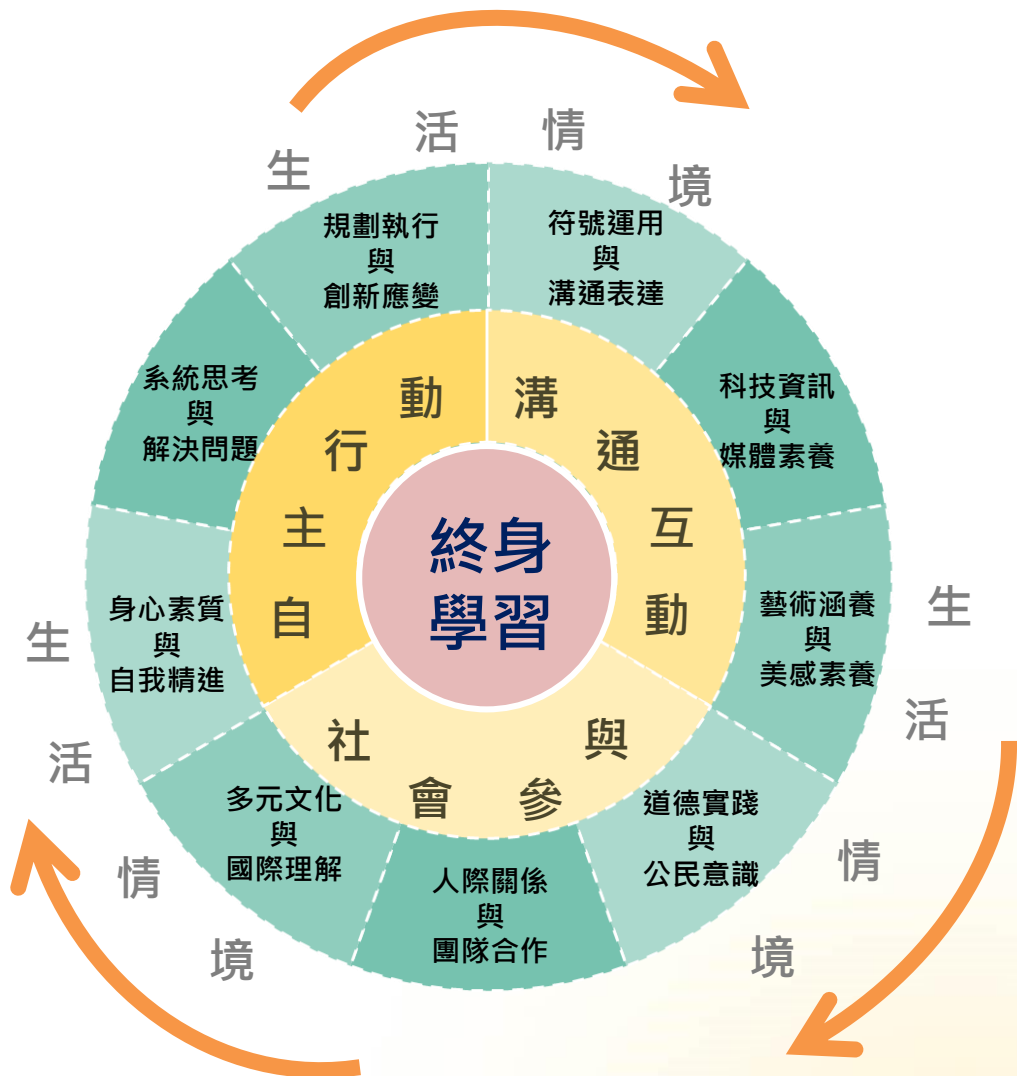 生活情境
規劃執行
與
創新應變
符號運用
與
溝通表達
系統思考
與
解決問題
科技資訊
與
媒體素養
自主行動
溝通互動
終身
學習
身心素質
與
自我精進
藝術涵養
與
美感素養
生活情境
生活情境
社會參與
多元文化
與
國際理解
道德實踐
與
公民意識
人際關係
與
團隊合作